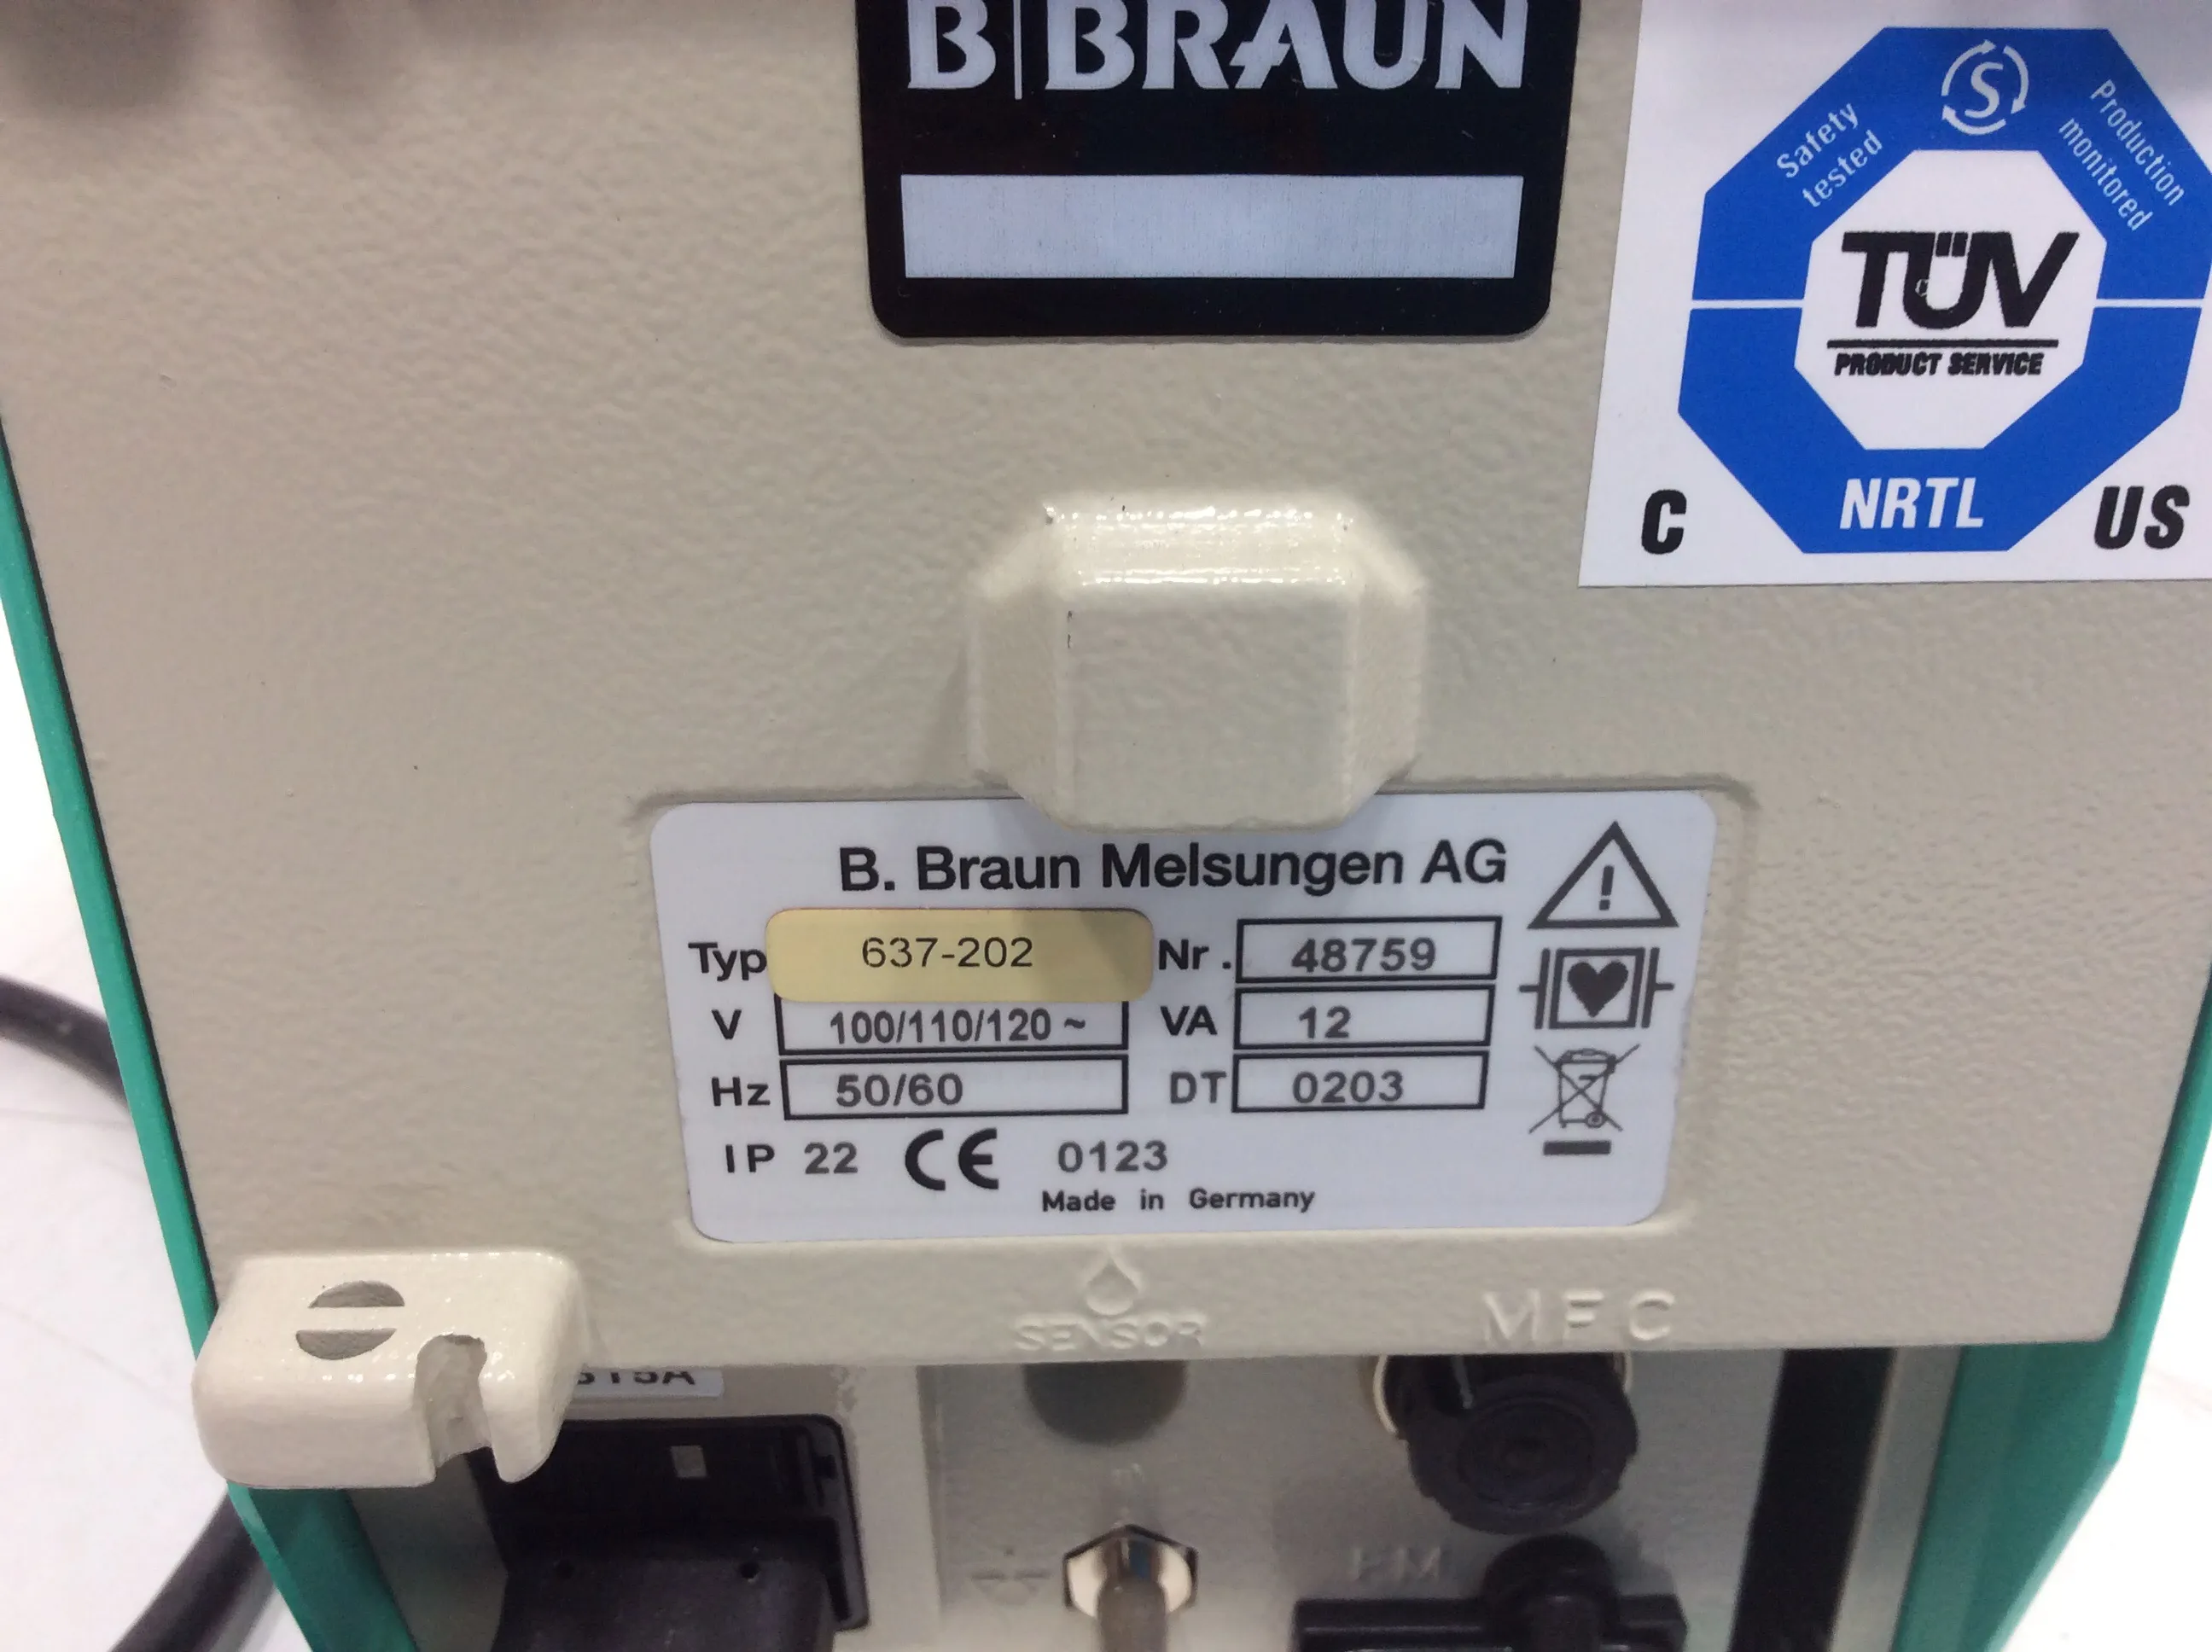 B|BRAUN
Safety tested
S
Production monitored
TÜV
PRODUCT SERVICE
NRTL
C US
B. Braun Melsungen AG
Typ 637-202 Nr. 48759
V 100/110/120 ~ VA 12
Hz 50/60 DT 0203
IP 22 CE 0123
Made in Germany
SENSOR
MFC